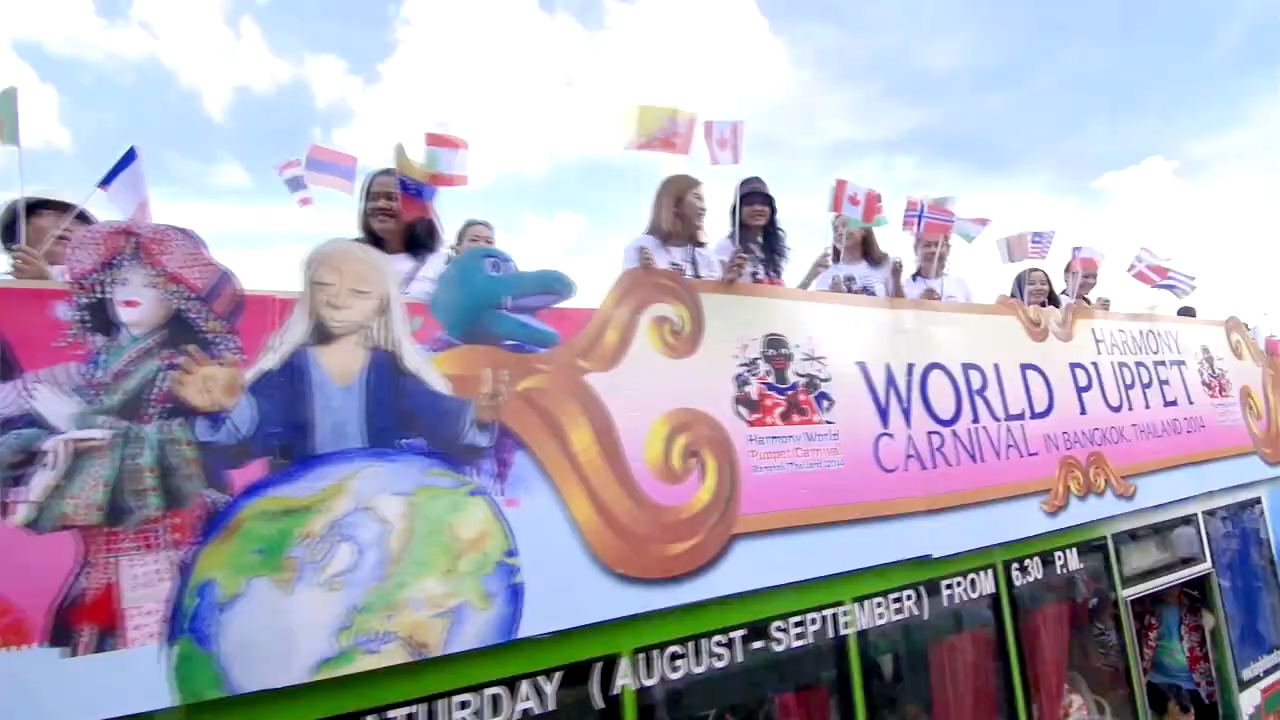 HARMONY
WORLD PUPPET
CARNIVAL IN BANGKOK, THAILAND 2014
Harmony World
Puppet Carnival
Bangkok Thailand 2014
(AUGUST-SEPTEMBER) FROM 6.30 P.M.